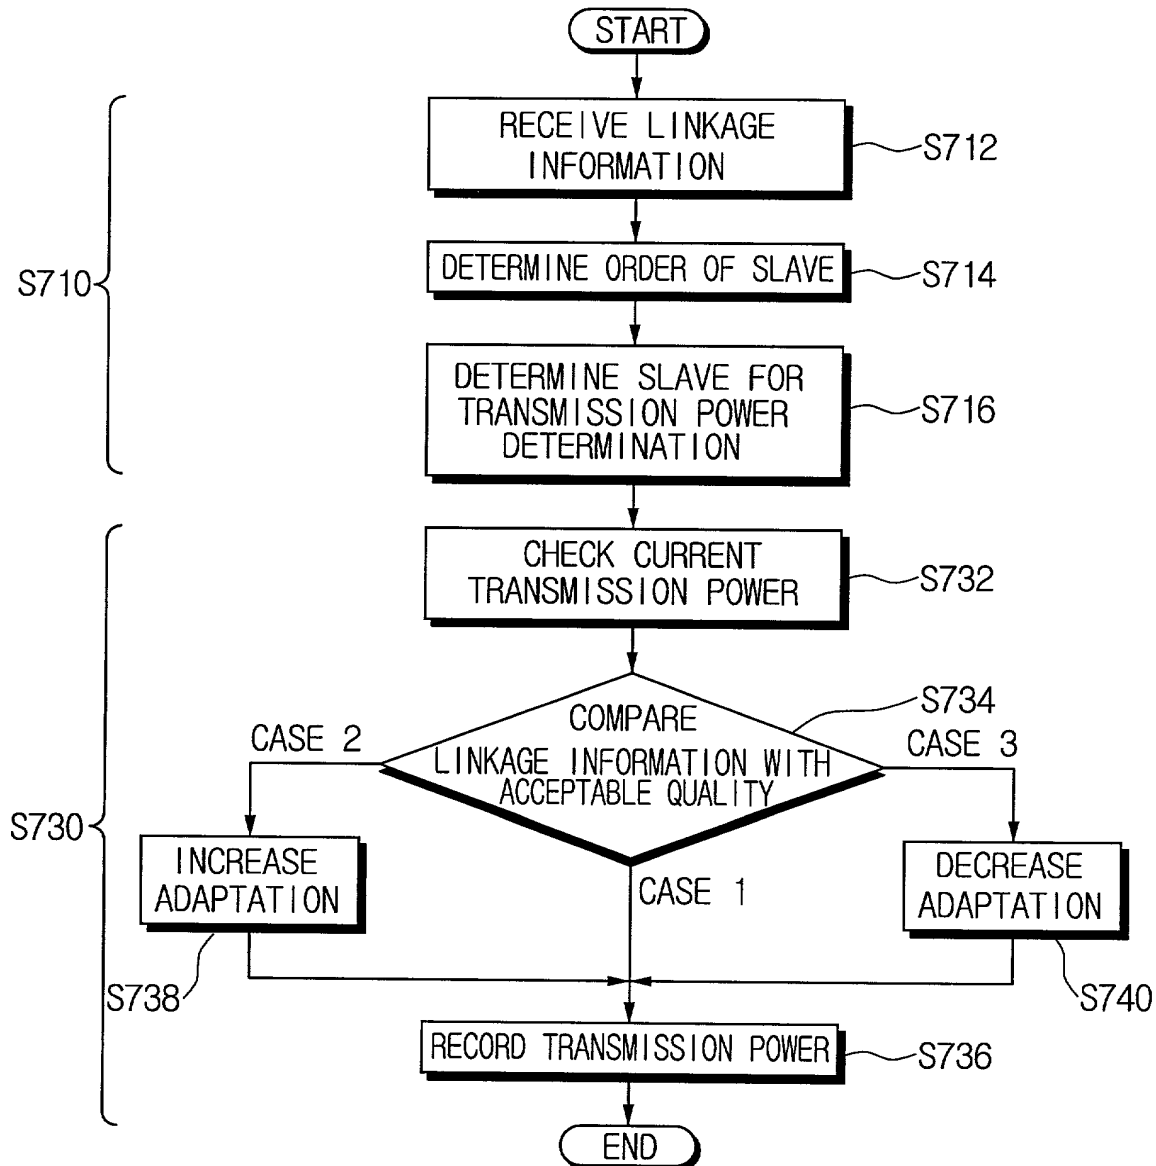 START
RECEIVE LINKAGE
INFORMATION
S712
DETERMINE ORDER OF SLAVE
S714
S710
DETERMINE SLAVE FOR
TRANSMISSION POWER
DETERMINATION
S716
CHECK CURRENT
TRANSMISSION POWER
S732
S734
COMPARE
LINKAGE INFORMATION WITH
ACCEPTABLE QUALITY
CASE 2
CASE 3
S730
INCREASE
ADAPTATION
CASE 1
DECREASE
ADAPTATION
S738
S740
RECORD TRANSMISSION POWER
S736
END